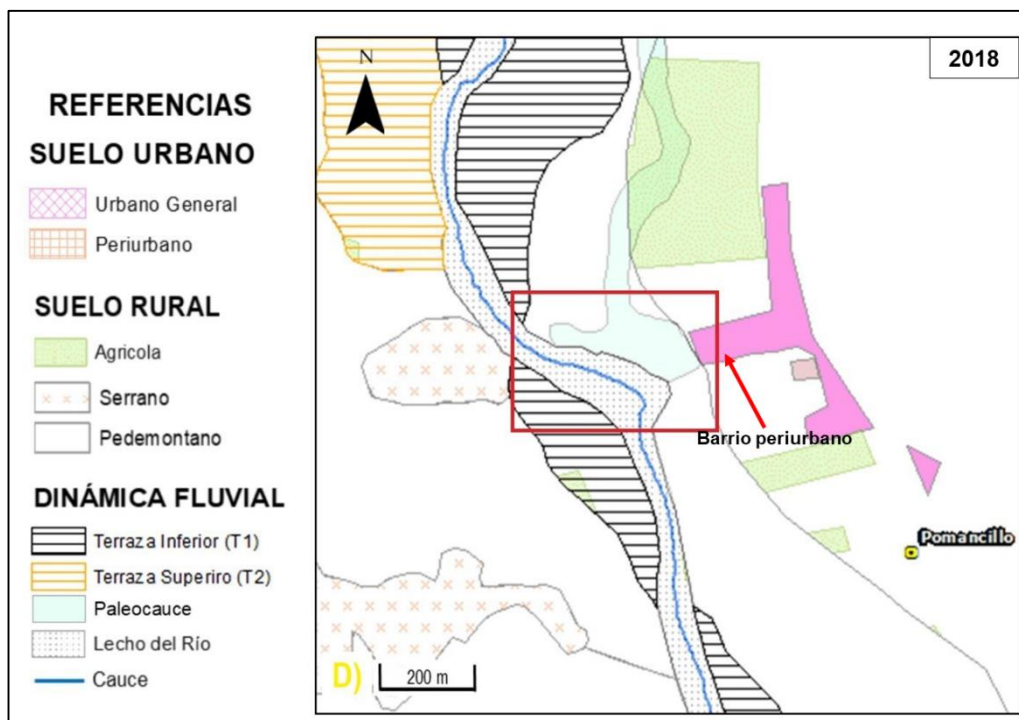 REFERENCIAS
SUELO URBANO
Urbano General
Periurbano
SUELO RURAL
Agricola
Serrano
Pedemontano
DINÁMICA FLUVIAL
Terraza Inferior (T1)
Terraza Superiro (T2)
Paleocauce
Lecho del Río
Cauce
2018
N
Barrio periurbano
Pomancillo
D)
200 m